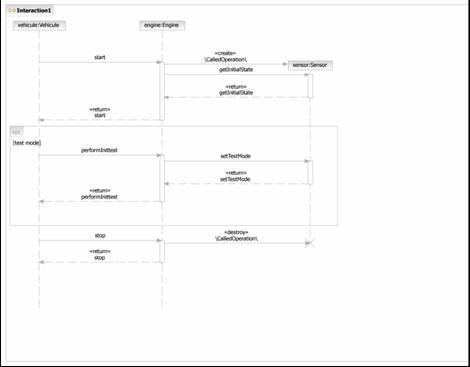 Interaction1
vehicule:Vehicule
engine:Engine
start
«create»
\CalledOperation\
xensor:Sensor
getInitialState
«return»
getInitialState
«return»
start
opt
[test mode]
performInittest
setTestMode
«return»
setTestMode
«return»
performInittest
stop
«destroy»
\CalledOperation\
«return»
stop